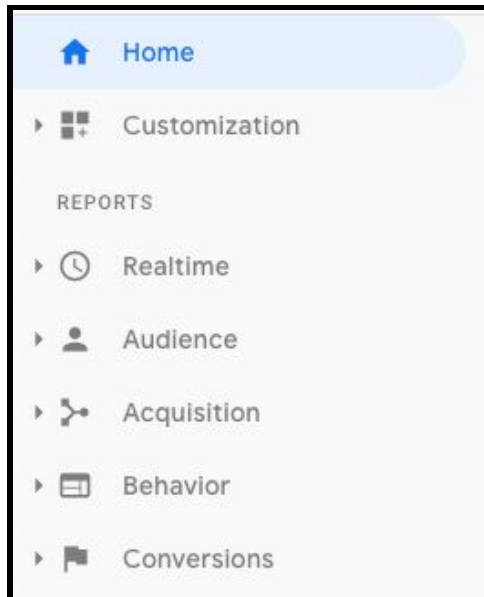 Home
Customization
REPORTS
Realtime
Audience
Acquisition
Behavior
Conversions